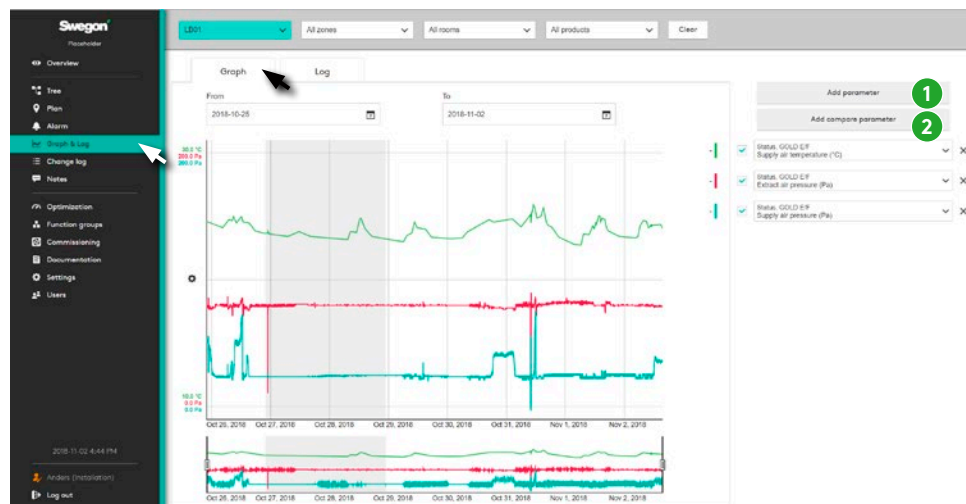 Swegon
Placeholder
Overview
Tree
Plan
Alarm
Graph & Log
Change log
Notes
Optimization
Function groups
Commissioning
Documentation
Settings
Users
2018-11-02 4:44 PM
Anders (Installation)
Log out
LB01
All zones
All rooms
All products
Clear
Graph
Log
From
To
2018-10-25
2018-11-02
30.0 °C
200.0 Pa
200.0 Pa
10.0 °C
0.0 Pa
0.0 Pa
Oct 26, 2018 Oct 27, 2018 Oct 28, 2018 Oct 29, 2018 Oct 30, 2018 Oct 31, 2018 Nov 1, 2018 Nov 2, 2018
Oct 26, 2018 Oct 27, 2018 Oct 28, 2018 Oct 29, 2018 Oct 30, 2018 Oct 31, 2018 Nov 1, 2018 Nov 2, 2018
Add parameter 1
Add compare parameter 2
Status, GOLD E/F
Supply air temperature (°C)
Status, GOLD E/F
Extract air pressure (Pa)
Status, GOLD E/F
Supply air pressure (Pa)